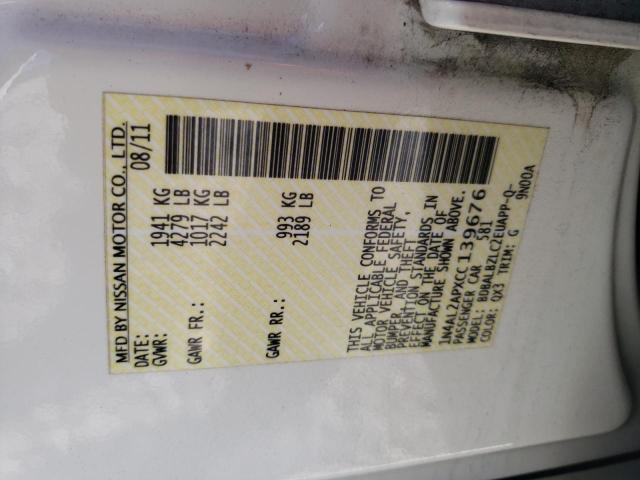 MFD BY NISSAN MOTOR CO., LTD.
DATE: 08/11
GVWR: 1941 KG
4279 LB
GAWR FR.: 1017 KG
2242 LB
GAWR RR.: 993 KG
2189 LB
THIS VEHICLE CONFORMS TO
ALL APPLICABLE FEDERAL
MOTOR VEHICLE SAFETY,
BUMPER, AND THEFT
PREVENTION STANDARDS IN
EFFECT ON THE DATE OF
MANUFACTURE SHOWN ABOVE.
1N4AL2APXCC139676
PASSENGER CAR 581
MODEL: BDBALBZLC2EUAPP-Q-
COLOR: QX3 TRIM: G 9N00A